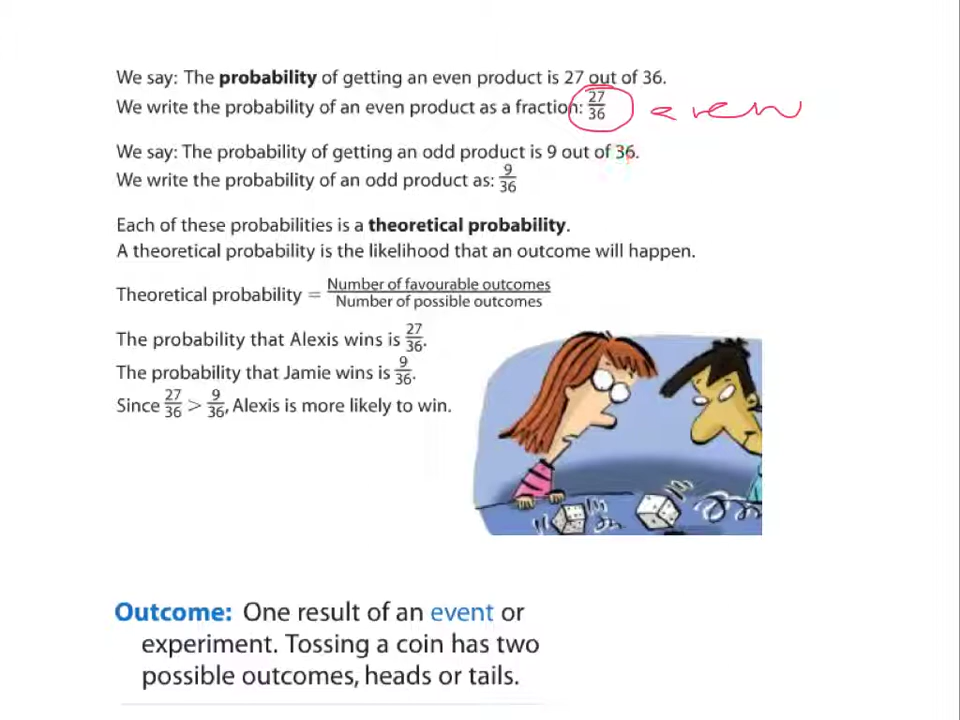 We say: The probability of getting an even product is 27 out of 36.
We write the probability of an even product as a fraction: 27/36 even
We say: The probability of getting an odd product is 9 out of 36.
We write the probability of an odd product as: 9/36
Each of these probabilities is a theoretical probability.
A theoretical probability is the likelihood that an outcome will happen.
Theoretical probability = Number of favourable outcomes/Number of possible outcomes
The probability that Alexis wins is 27/36.
The probability that Jamie wins is 9/36.
Since 27/36 > 9/36, Alexis is more likely to win.
Outcome: One result of an event or
experiment. Tossing a coin has two
possible outcomes, heads or tails.